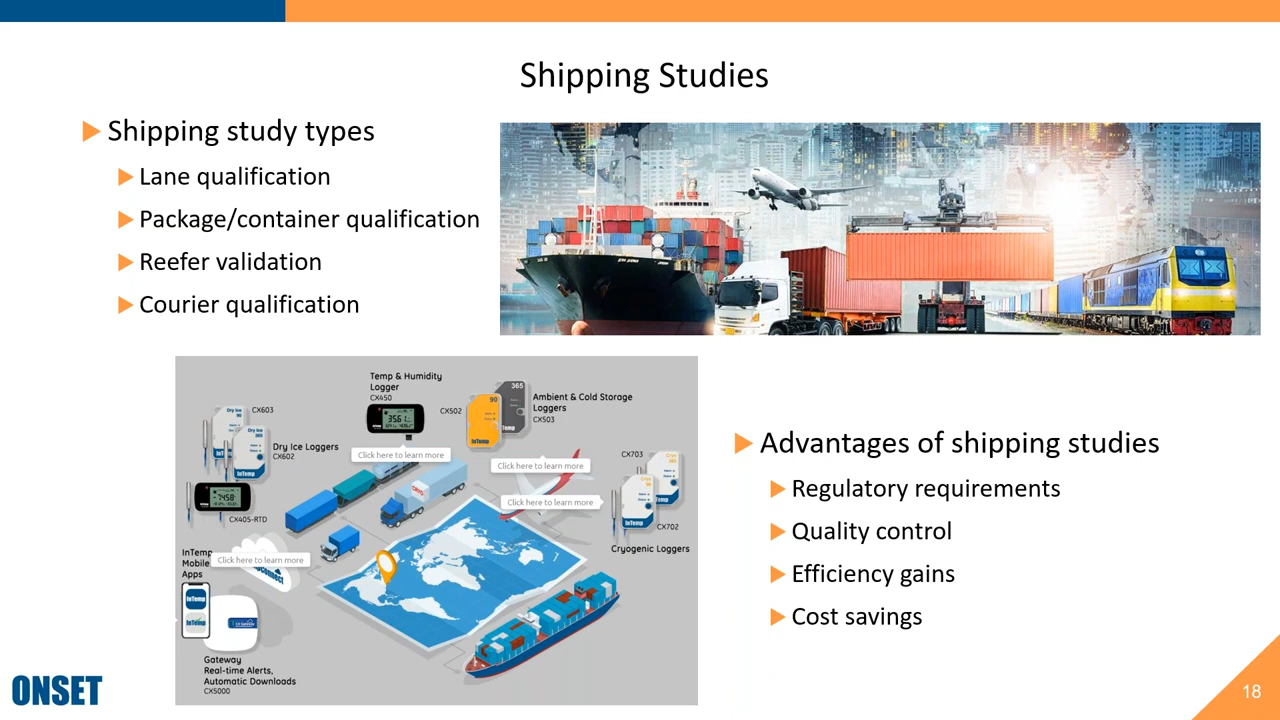 Shipping Studies
Shipping study types
Lane qualification
Package/container qualification
Reefer validation
Courier qualification
Temp & Humidity
Logger
CX450
CX603
Dry Ice Loggers
CX602
CX405-RTD
CX502
365
90
InTemp
Ambient & Cold Storage
Loggers
CX503
Click here to learn more
Click here to learn more
Click here to learn more
Click here to learn more
CX703
CX702
Cryogenic Loggers
InTemp
Mobile
Apps
InTemp
InTemp
Gateway
Real-time Alerts,
Automatic Downloads
CX5000
Advantages of shipping studies
Regulatory requirements
Quality control
Efficiency gains
Cost savings
ONSET
18